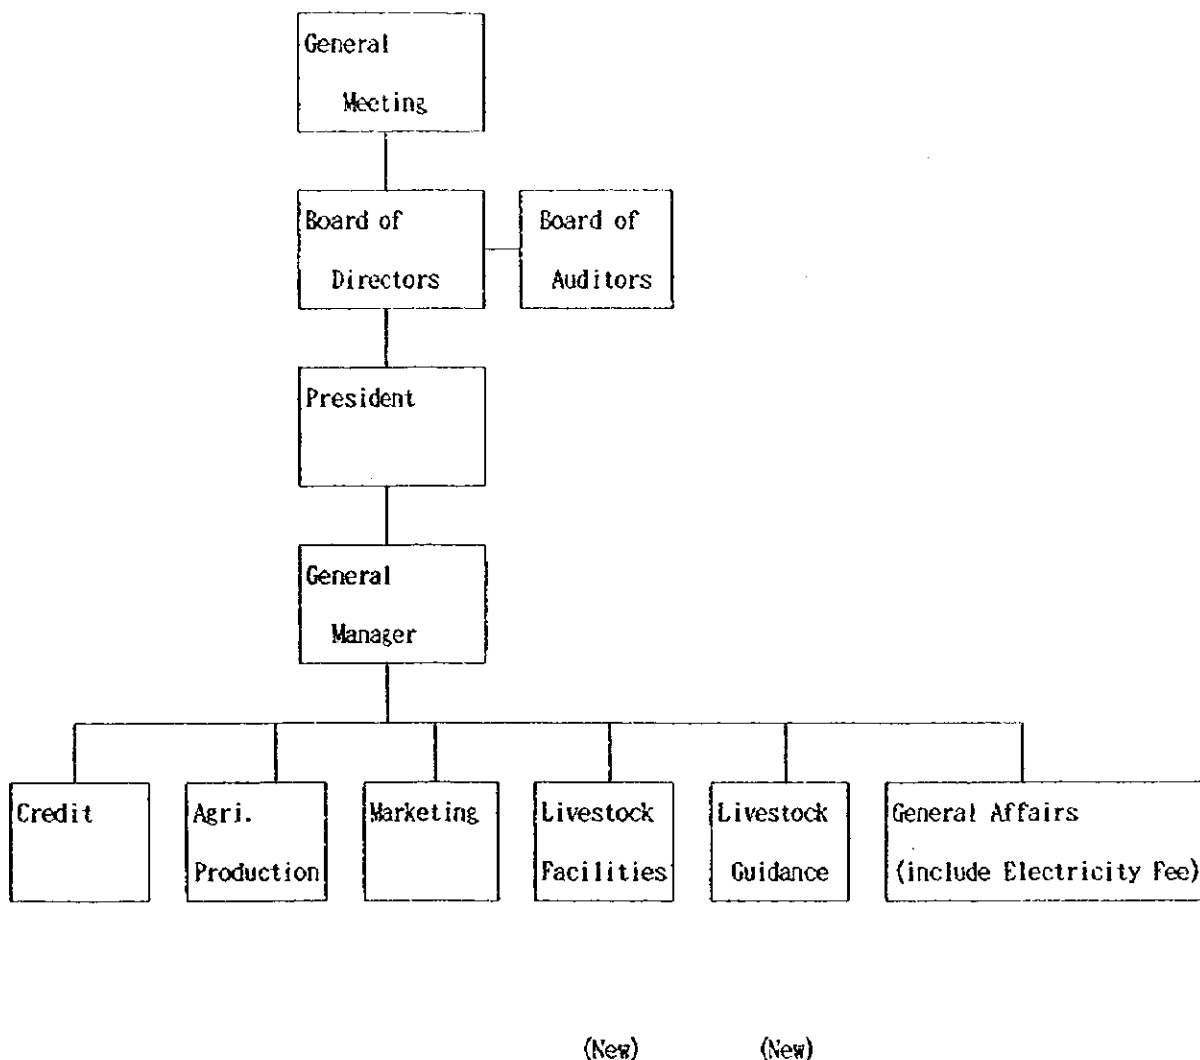 General
Meeting
Board of
Directors
Board of
Auditors
President
General
Manager
Credit
Agri.
Production
Marketing
Livestock
Facilities
Livestock
Guidance
General Affairs
(include Electricity Fee)
(New)
(New)